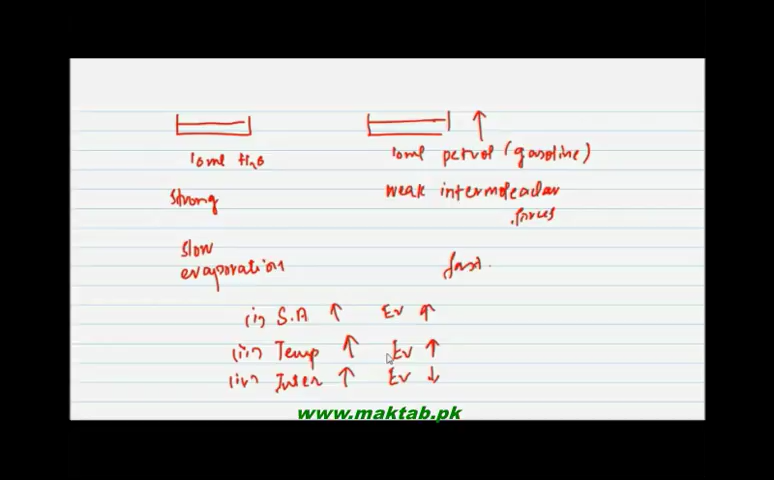 10ml H2O
10ml petrol (gasoline)
strong
weak intermolecular
forces
slow
evaporation
fast.
(i) S.A ↑ Ev ↑
(ii) Temp ↑ Ev ↑
(iv) Inter ↑ Ev ↓
www.maktab.pk